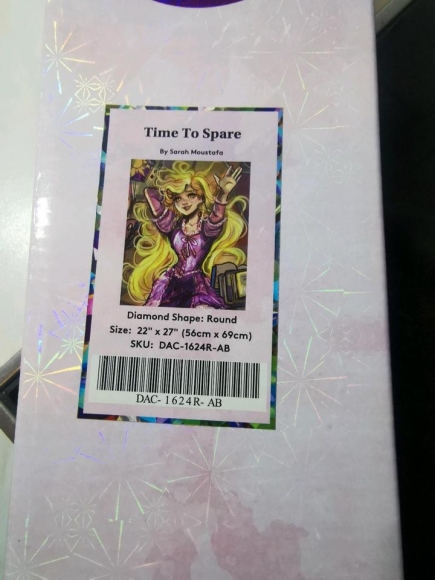 Time To Spare
By Sarah Moustafa
Diamond Shape: Round
Size: 22" x 27" (56cm x 69cm)
SKU: DAC-1624R-AB
DAC- 1624R- AB